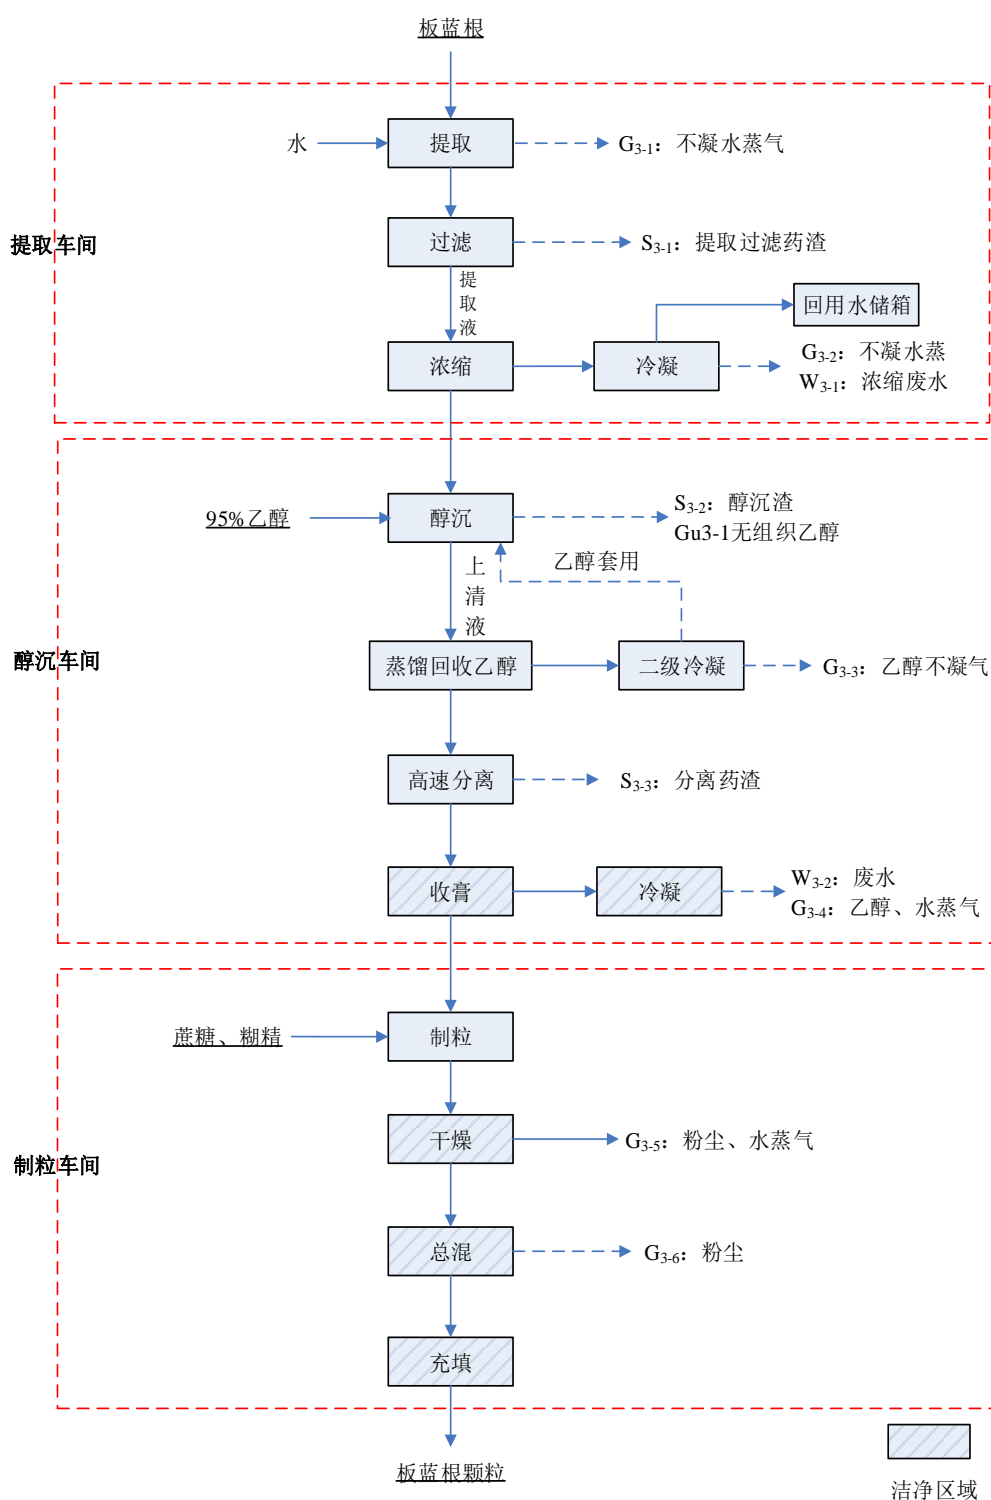 板蓝根
水
提取
G3-1：不凝水蒸气
过滤
S3-1：提取过滤药渣
提取车间
提取液
回用水储箱
浓缩
冷凝
G3-2：不凝水蒸
W3-1：浓缩废水
95%乙醇
醇沉
S3-2：醇沉渣
Gu3-1无组织乙醇
乙醇套用
上清液
醇沉车间
蒸馏回收乙醇
二级冷凝
G3-3：乙醇不凝气
高速分离
S3-3：分离药渣
收膏
冷凝
W3-2：废水
G3-4：乙醇、水蒸气
蔗糖、糊精
制粒
干燥
G3-5：粉尘、水蒸气
制粒车间
总混
G3-6：粉尘
充填
板蓝根颗粒
洁净区域